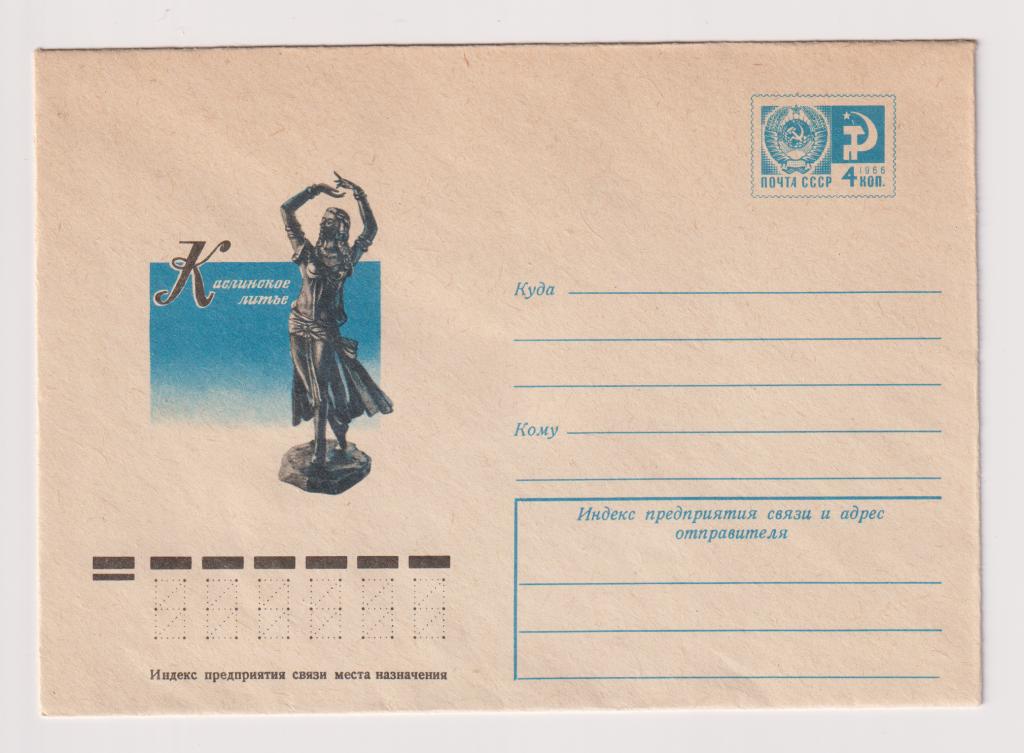 1966
ПОЧТА СССР 4 КОП.
Каслинское
литье
Куда
Кому
Индекс предприятия связи и адрес
отправителя
Индекс предприятия связи места назначения